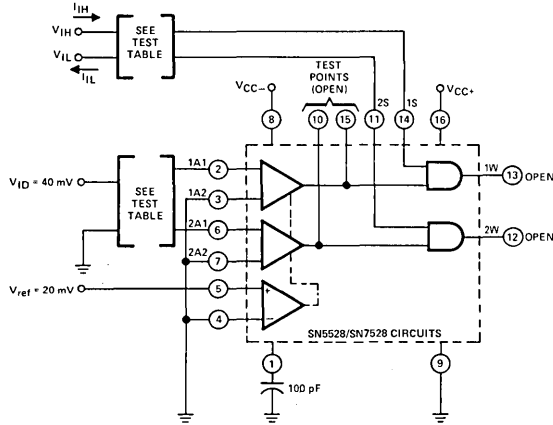 IIH
VIH
VIL
IIL
SEE
TEST
TABLE
TEST
POINTS
(OPEN)
VCC−
2S
1S
VCC+
8
10
15
11
14
16
VID = 40 mV
SEE
TEST
TABLE
1A1
2
1A2
3
2A1
6
2A2
7
Vref = 20 mV
5
+
4
−
1W
13
OPEN
2W
12
OPEN
SN5528/SN7528 CIRCUITS
1
9
100 pF